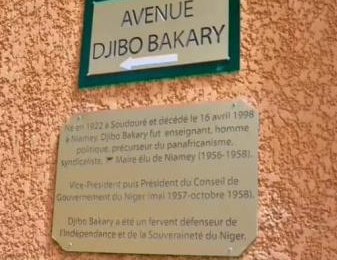 AVENUE
DJIBO BAKARY
Né en 1922 à Soudouré et décédé le 16 avril 1998
à Niamey, Djibo Bakary fut enseignant, homme
politique, précurseur du panafricanisme,
syndicaliste, 1er Maire élu de Niamey (1956-1958).
Vice-President puis Président du Conseil de
Gouvernement du Niger (mai 1957-octobre 1958).
Djibo Bakary a été un fervent défenseur de
l'Indépendance et de la Souveraineté du Niger.